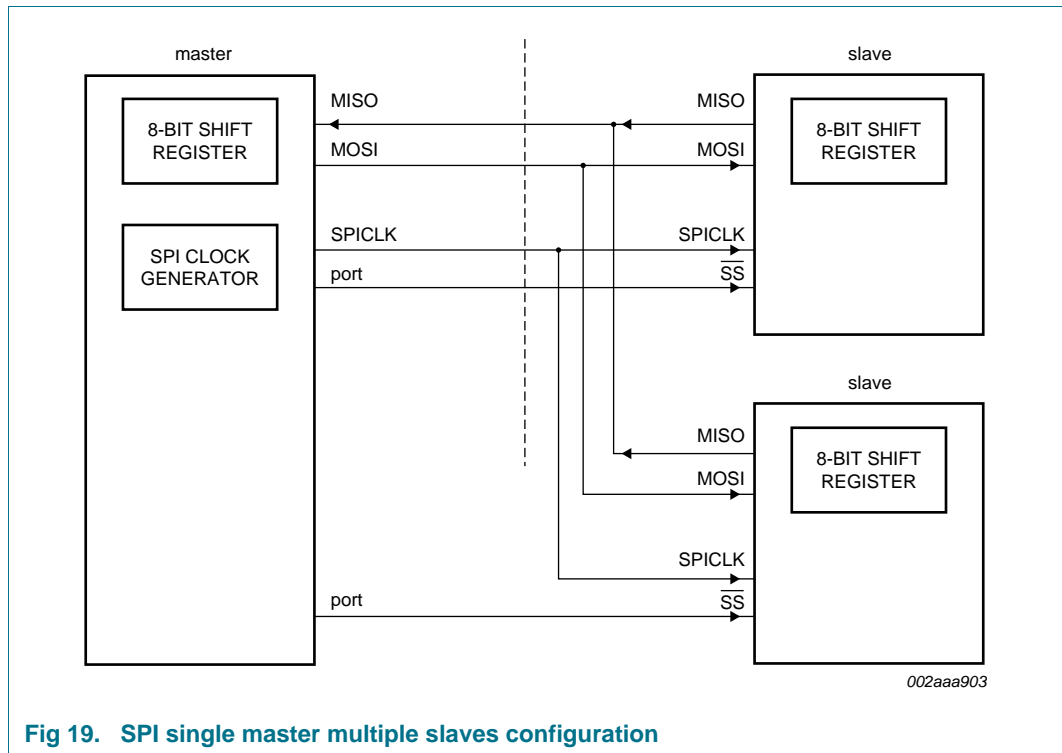 master
slave
MISO
MISO
8-BIT SHIFT
REGISTER
8-BIT SHIFT
REGISTER
MOSI
MOSI
SPICLK
SPICLK
SPI CLOCK
GENERATOR
port
SS
slave
MISO
8-BIT SHIFT
REGISTER
MOSI
SPICLK
port
SS
002aaa903
Fig 19. SPI single master multiple slaves configuration